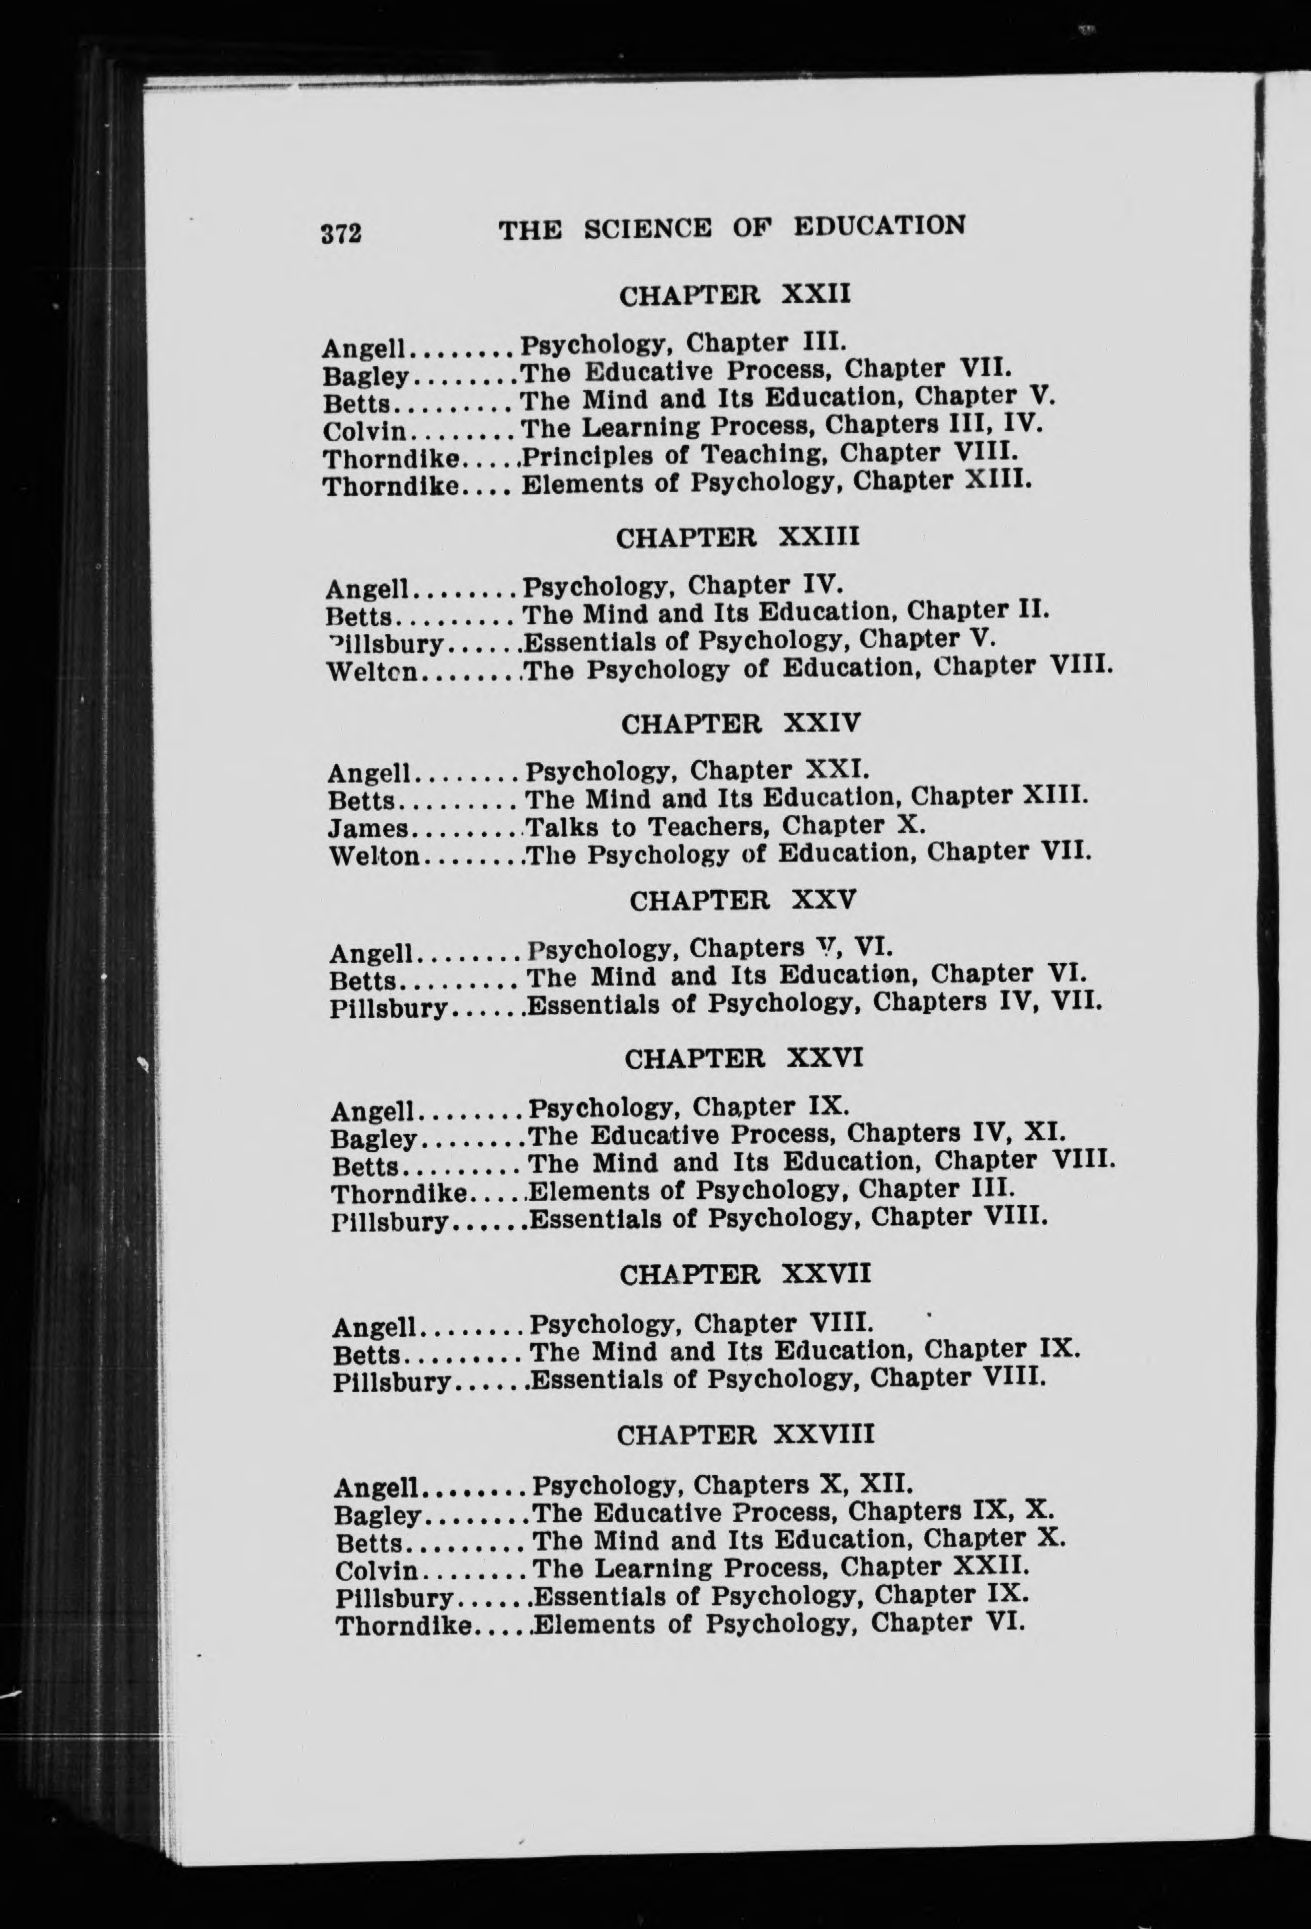 372 THE SCIENCE OF EDUCATION
CHAPTER XXII
Angell........Psychology, Chapter III.
Bagley........The Educative Process, Chapter VII.
Betts.........The Mind and Its Education, Chapter V.
Colvin........The Learning Process, Chapters III, IV.
Thorndike.....Principles of Teaching, Chapter VIII.
Thorndike.... Elements of Psychology, Chapter XIII.
CHAPTER XXIII
Angell........Psychology, Chapter IV.
Betts.........The Mind and Its Education, Chapter II.
Pillsbury......Essentials of Psychology, Chapter V.
Welton........The Psychology of Education, Chapter VIII.
CHAPTER XXIV
Angell........Psychology, Chapter XXI.
Betts.........The Mind and Its Education, Chapter XIII.
James.........Talks to Teachers, Chapter X.
Welton........The Psychology of Education, Chapter VII.
CHAPTER XXV
Angell........Psychology, Chapters V, VI.
Betts.........The Mind and Its Education, Chapter VI.
Pillsbury......Essentials of Psychology, Chapters IV, VII.
CHAPTER XXVI
Angell........Psychology, Chapter IX.
Bagley........The Educative Process, Chapters IV, XI.
Betts.........The Mind and Its Education, Chapter VIII.
Thorndike.....Elements of Psychology, Chapter III.
Pillsbury......Essentials of Psychology, Chapter VIII.
CHAPTER XXVII
Angell........Psychology, Chapter VIII.
Betts.........The Mind and Its Education, Chapter IX.
Pillsbury......Essentials of Psychology, Chapter VIII.
CHAPTER XXVIII
Angell........Psychology, Chapters X, XII.
Bagley........The Educative Process, Chapters IX, X.
Betts.........The Mind and Its Education, Chapter X.
Colvin........The Learning Process, Chapter XXII.
Pillsbury......Essentials of Psychology, Chapter IX.
Thorndike.....Elements of Psychology, Chapter VI.